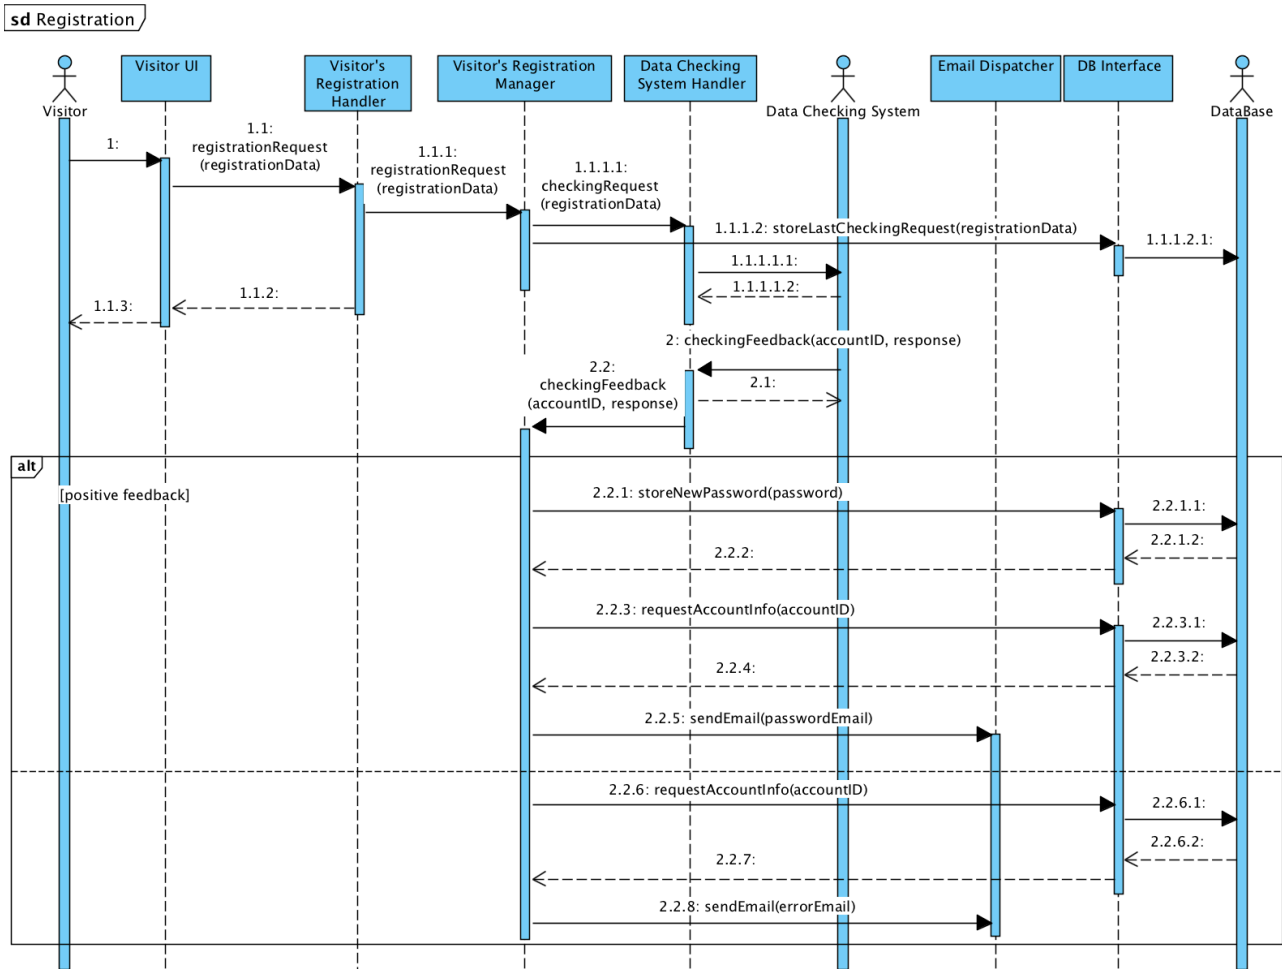 sd Registration
Visitor
Visitor UI
Visitor's
Registration
Handler
Visitor's Registration
Manager
Data Checking
System Handler
Data Checking System
Email Dispatcher
DB Interface
DataBase
1:
1.1:
registrationRequest
(registrationData)
1.1.1:
registrationRequest
(registrationData)
1.1.1.1:
checkingRequest
(registrationData)
1.1.1.2: storeLastCheckingRequest(registrationData)
1.1.1.2.1:
1.1.1.1.1:
1.1.1.1.2:
1.1.2:
1.1.3:
2: checkingFeedback(accountID, response)
2.1:
2.2:
checkingFeedback
(accountID, response)
alt
[positive feedback]
2.2.1: storeNewPassword(password)
2.2.1.1:
2.2.1.2:
2.2.2:
2.2.3: requestAccountInfo(accountID)
2.2.3.1:
2.2.3.2:
2.2.4:
2.2.5: sendEmail(passwordEmail)
2.2.6: requestAccountInfo(accountID)
2.2.6.1:
2.2.6.2:
2.2.7:
2.2.8: sendEmail(errorEmail)